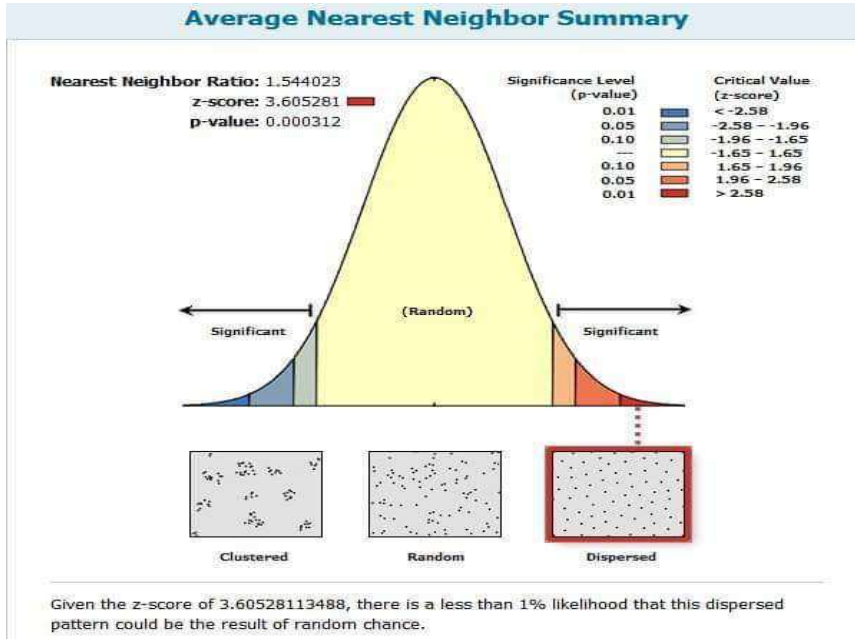 Average Nearest Neighbor Summary
Nearest Neighbor Ratio: 1.544023
z-score: 3.605281
p-value: 0.000312
Significance Level Critical Value
(p-value) (z-score)
0.01 < -2.58
0.05 -2.58 – -1.96
0.10 -1.96 – -1.65
--- -1.65 – 1.65
0.10 1.65 – 1.96
0.05 1.96 – 2.58
0.01 > 2.58
Significant (Random) Significant
Clustered Random Dispersed
Given the z-score of 3.60528113488, there is a less than 1% likelihood that this dispersed
pattern could be the result of random chance.